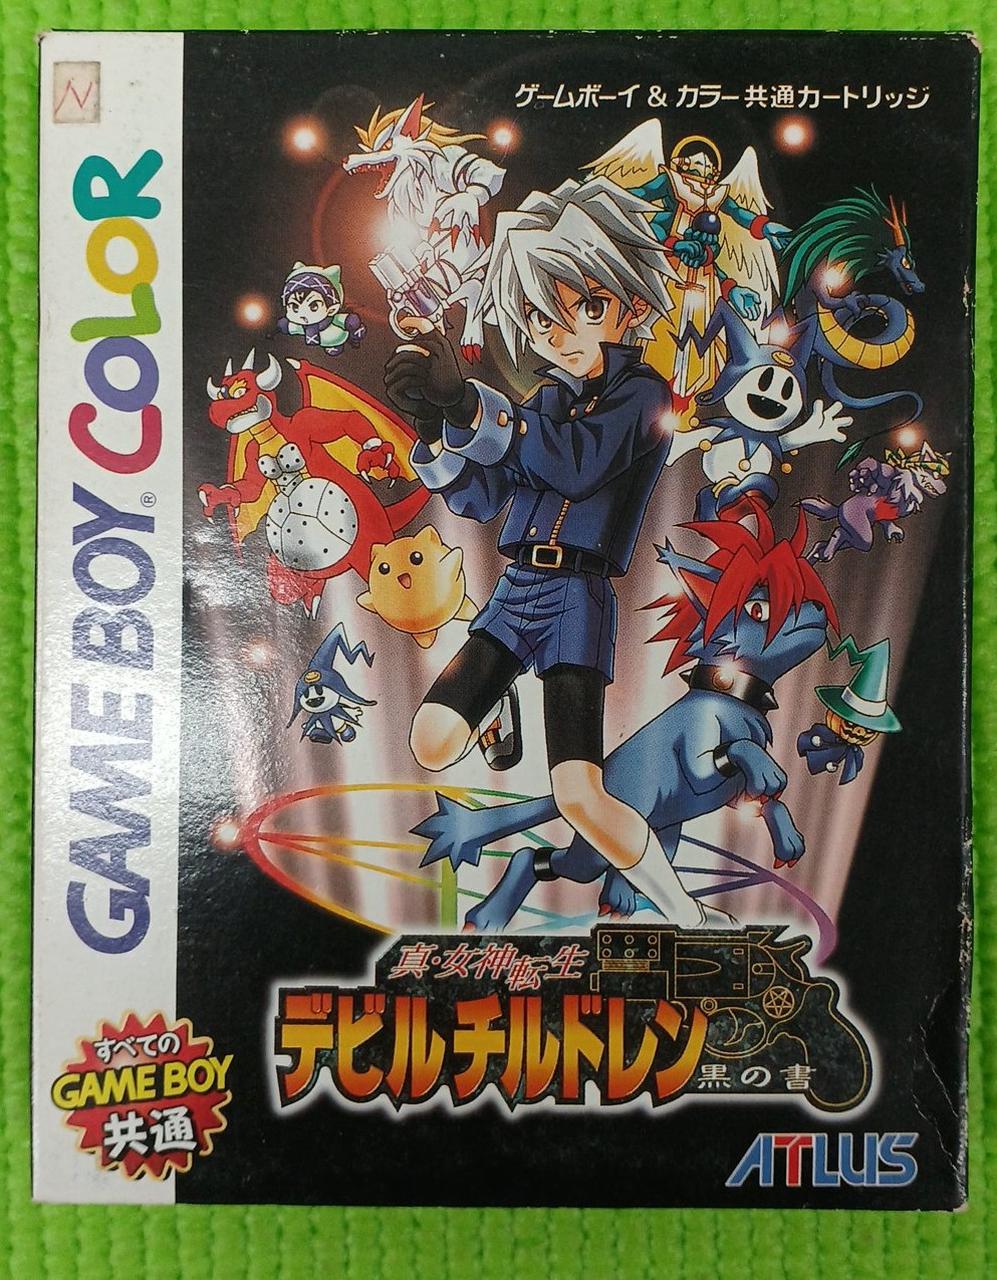 N
ゲームボーイ & カラー共通カートリッジ
GAME BOY COLOR
®
真・女神転生
デビルチルドレン
黒の書
すべての
GAME BOY
共通
ATLUS